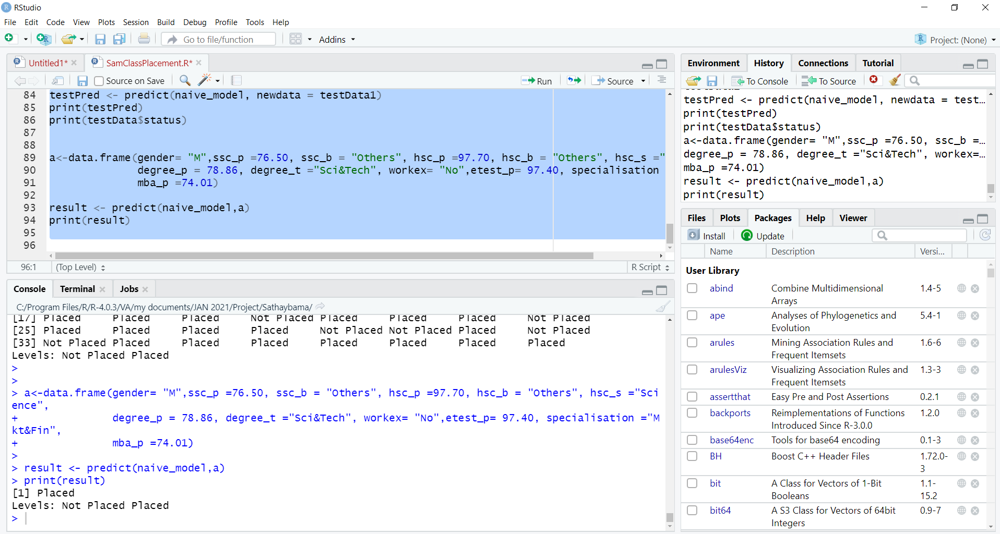 RStudio
File Edit Code View Plots Session Build Debug Profile Tools Help
Go to file/function Addins Project: (None)
Untitled1* SamClassPlacement.R*
Source on Save Run Source
84 testPred <- predict(naive_model, newdata = testData1)
85 print(testPred)
86 print(testData$status)
87
88
89 a<-data.frame(gender= "M",ssc_p =76.50, ssc_b = "Others", hsc_p =97.70, hsc_b = "Others", hsc_s ="
90 degree_p = 78.86, degree_t ="Sci&Tech", workex= "No",etest_p= 97.40, specialisation
91 mba_p =74.01)
92
93 result <- predict(naive_model,a)
94 print(result)
95
96
96:1 (Top Level) R Script
Console Terminal Jobs
C:/Program Files/R/R-4.0.3/VA/my documents/JAN 2021/Project/Sathaybama/
[17] Placed Placed Placed Not Placed Placed Placed Placed Not Placed
[25] Placed Placed Placed Placed Not Placed Not Placed Placed Not Placed
[33] Not Placed Placed Placed Placed Placed Placed Placed Placed
Levels: Not Placed Placed
>
>
> a<-data.frame(gender= "M",ssc_p =76.50, ssc_b = "Others", hsc_p =97.70, hsc_b = "Others", hsc_s ="Sci
ence",
+ degree_p = 78.86, degree_t ="Sci&Tech", workex= "No",etest_p= 97.40, specialisation ="M
kt&Fin",
+ mba_p =74.01)
>
> result <- predict(naive_model,a)
> print(result)
[1] Placed
Levels: Not Placed Placed
>
Environment History Connections Tutorial
To Console To Source
testPred <- predict(naive_model, newdata = test…
print(testPred)
print(testData$status)
a<-data.frame(gender= "M",ssc_p =76.50, ssc_b =…
degree_p = 78.86, degree_t ="Sci&Tech", workex=…
mba_p =74.01)
result <- predict(naive_model,a)
print(result)
Files Plots Packages Help Viewer
Install Update
Name Description Versi...
User Library
abind Combine Multidimensional 1.4-5
Arrays
ape Analyses of Phylogenetics and 5.4-1
Evolution
arules Mining Association Rules and 1.6-6
Frequent Itemsets
arulesViz Visualizing Association Rules and 1.3-3
Frequent Itemsets
assertthat Easy Pre and Post Assertions 0.2.1
backports Reimplementations of Functions 1.2.0
Introduced Since R-3.0.0
base64enc Tools for base64 encoding 0.1-3
BH Boost C++ Header Files 1.72.0-
3
bit A Class for Vectors of 1-Bit 1.1-
Booleans 15.2
bit64 A S3 Class for Vectors of 64bit 0.9-7
Integers